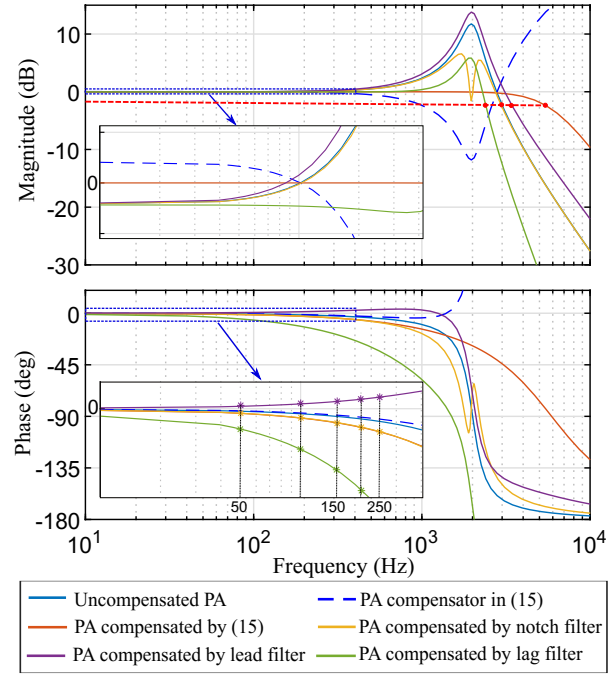 10
0
-10
-20
-30
Magnitude (dB)
0
0
-45
-90
-135
-180
Phase (deg)
0
50
150
250
10^1
10^2
10^3
10^4
Frequency (Hz)
Uncompensated PA
PA compensator in (15)
PA compensated by (15)
PA compensated by notch filter
PA compensated by lead filter
PA compensated by lag filter